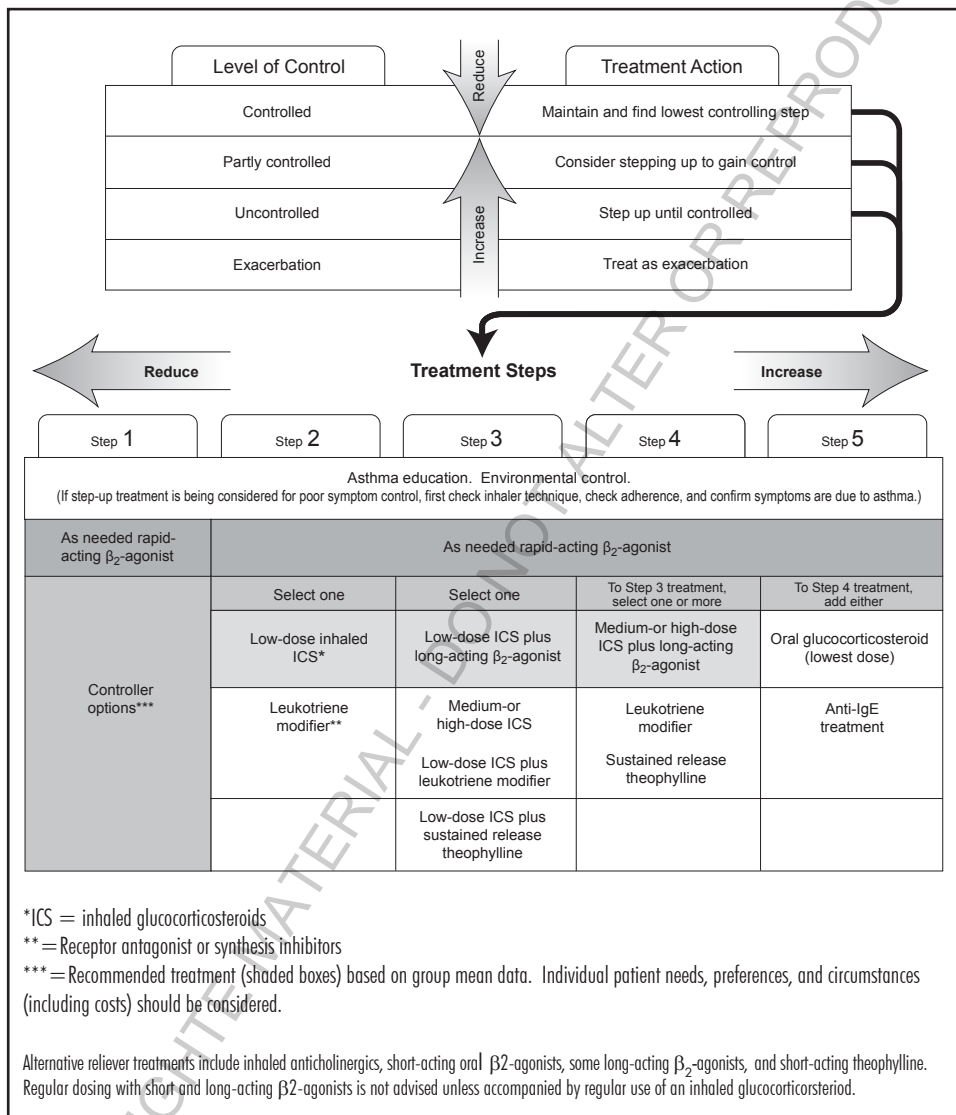 Level of Control
Reduce
Treatment Action
Controlled
Maintain and find lowest controlling step
Partly controlled
Consider stepping up to gain control
Uncontrolled
Increase
Step up until controlled
Exacerbation
Treat as exacerbation
Reduce
Treatment Steps
Increase
Step 1
Step 2
Step 3
Step 4
Step 5
Asthma education. Environmental control.
(If step-up treatment is being considered for poor symptom control, first check inhaler technique, check adherence, and confirm symptoms are due to asthma.)
As needed rapid-
acting β2-agonist
As needed rapid-acting β2-agonist
Controller
options***
Select one
Select one
To Step 3 treatment,
select one or more
To Step 4 treatment,
add either
Low-dose inhaled
ICS*
Low-dose ICS plus
long-acting β2-agonist
Medium-or high-dose
ICS plus long-acting
β2-agonist
Oral glucocorticosteroid
(lowest dose)
Leukotriene
modifier**
Medium-or
high-dose ICS
Leukotriene
modifier
Anti-IgE
treatment
Low-dose ICS plus
leukotriene modifier
Sustained release
theophylline
Low-dose ICS plus
sustained release
theophylline
*ICS = inhaled glucocorticosteroids
**=Receptor antagonist or synthesis inhibitors
***=Recommended treatment (shaded boxes) based on group mean data. Individual patient needs, preferences, and circumstances
(including costs) should be considered.
Alternative reliever treatments include inhaled anticholinergics, short-acting oral β2-agonists, some long-acting β2-agonists, and short-acting theophylline.
Regular dosing with short and long-acting β2-agonists is not advised unless accompanied by regular use of an inhaled glucocorticorsteriod.
IGHTE MATERIAL - DO NOT ALTER OR REPRODU